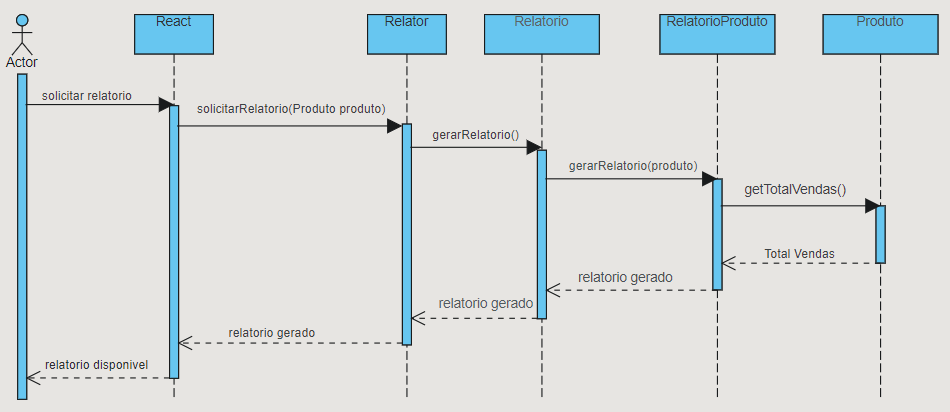 React
Relator
Relatorio
RelatorioProduto
Produto
Actor
solicitar relatorio
solicitarRelatorio(Produto produto)
gerarRelatorio()
gerarRelatorio(produto)
getTotalVendas()
Total Vendas
relatorio gerado
relatorio gerado
relatorio gerado
relatorio disponivel